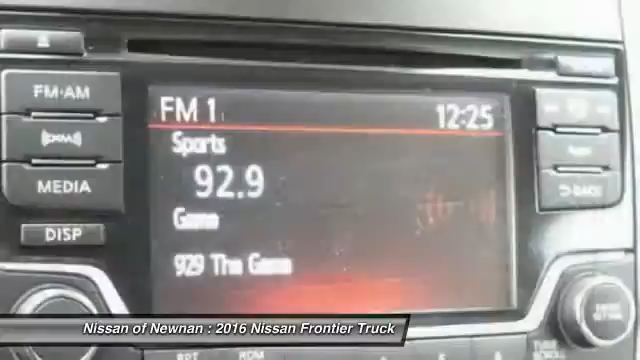 FM·AM
FM 1
12:25
Sports
MEDIA
92.9
BACK
Game
DISP
929 The Game
Nissan of Newnan : 2016 Nissan Frontier Truck